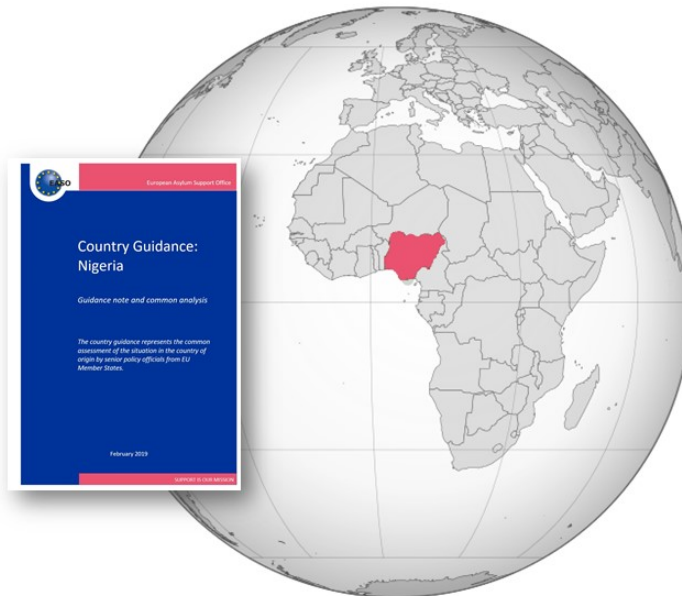 EASO
European Asylum Support Office
Country Guidance:
Nigeria
Guidance note and common analysis
The country guidance represents the common
assessment of the situation in the country of
origin by senior policy officials from EU
Member States.
February 2019
SUPPORT IS OUR MISSION